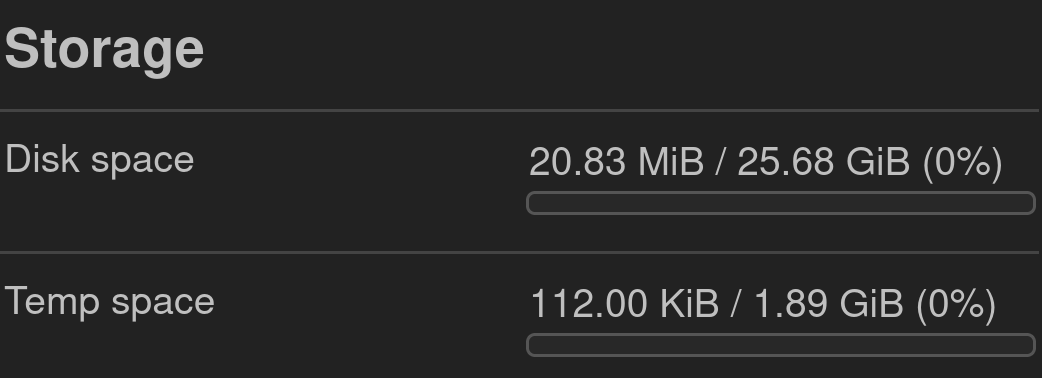 Storage
Disk space
20.83 MiB / 25.68 GiB (0%)
Temp space
112.00 KiB / 1.89 GiB (0%)